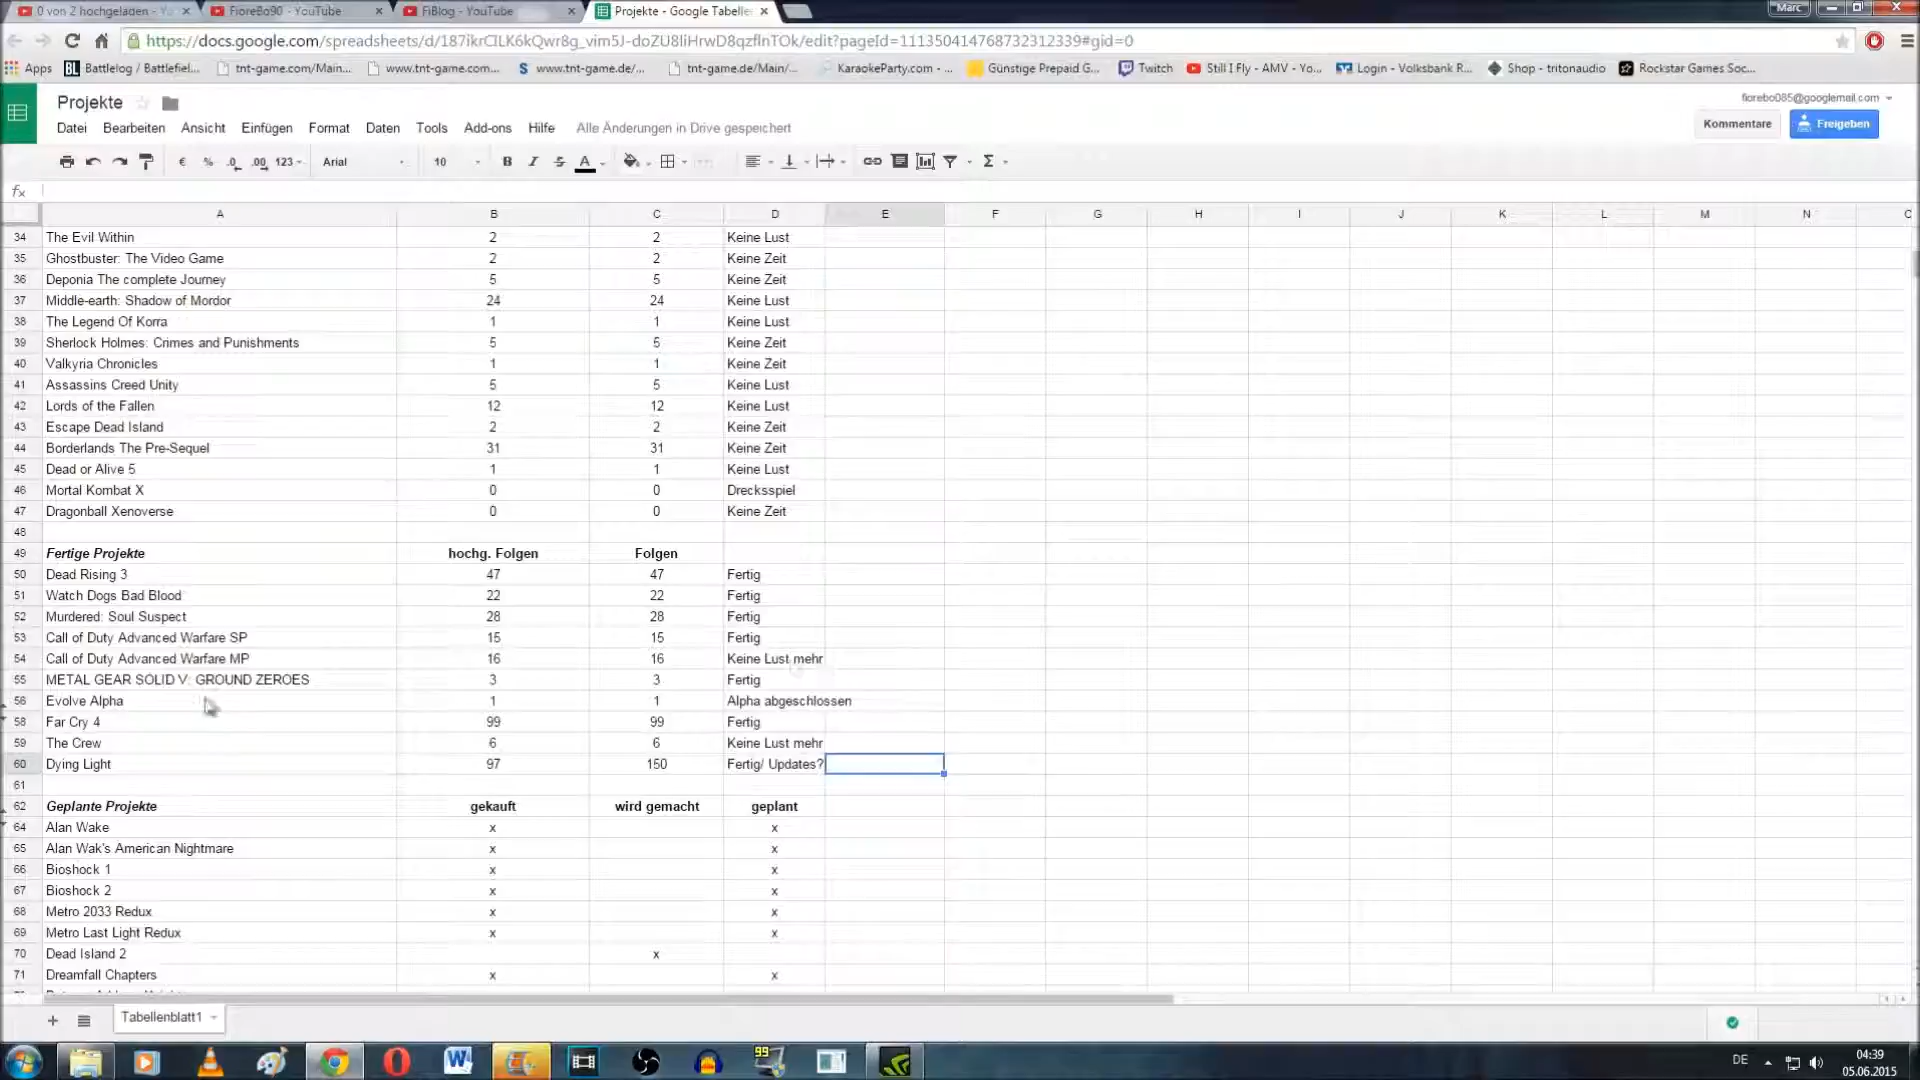 0 von 2 hochgeladen - Yo
FioreBo90 - YouTube
FiBlog - YouTube
Projekte - Google Tabelle
Marc
https://docs.google.com/spreadsheets/d/
Apps
Battlelog / Battlefiel...
tnt-game.com/Main...
www.tnt-game.com...
www.tnt-game.de/...
tnt-game.de/Main/...
KaraokeParty.com - ...
Günstige Prepaid G...
Twitch
Still I Fly - AMV - Yo...
Login - Volksbank R...
Shop - tritonaudio
Rockstar Games Soc...
Projekte
fiorebo085@googlemail.com
Datei Bearbeiten Ansicht Einfügen Format Daten Tools Add-ons Hilfe Alle Änderungen in Drive gespeichert
Kommentare Freigeben
€ % .0 .00 123 Arial 10 B I S A Σ
fx
A B C D E F G H I J K L M N
34 The Evil Within 2 2 Keine Lust
35 Ghostbuster: The Video Game 2 2 Keine Zeit
36 Deponia The complete Journey 5 5 Keine Zeit
37 Middle-earth: Shadow of Mordor 24 24 Keine Lust
38 The Legend Of Korra 1 1 Keine Lust
39 Sherlock Holmes: Crimes and Punishments 5 5 Keine Zeit
40 Valkyria Chronicles 1 1 Keine Zeit
41 Assassins Creed Unity 5 5 Keine Lust
42 Lords of the Fallen 12 12 Keine Lust
43 Escape Dead Island 2 2 Keine Zeit
44 Borderlands The Pre-Sequel 31 31 Keine Zeit
45 Dead or Alive 5 1 1 Keine Lust
46 Mortal Kombat X 0 0 Drecksspiel
47 Dragonball Xenoverse 0 0 Keine Zeit
48
49 Fertige Projekte hochg. Folgen Folgen
50 Dead Rising 3 47 47 Fertig
51 Watch Dogs Bad Blood 22 22 Fertig
52 Murdered: Soul Suspect 28 28 Fertig
53 Call of Duty Advanced Warfare SP 15 15 Fertig
54 Call of Duty Advanced Warfare MP 16 16 Keine Lust mehr
55 METAL GEAR SOLID V: GROUND ZEROES 3 3 Fertig
56 Evolve Alpha 1 1 Alpha abgeschlossen
58 Far Cry 4 99 99 Fertig
59 The Crew 6 6 Keine Lust mehr
60 Dying Light 97 150 Fertig/ Updates?
61
62 Geplante Projekte gekauft wird gemacht geplant
64 Alan Wake x x
65 Alan Wak's American Nightmare x x
66 Bioshock 1 x x
67 Bioshock 2 x x
68 Metro 2033 Redux x x
69 Metro Last Light Redux x x
70 Dead Island 2 x
71 Dreamfall Chapters x x
Tabellenblatt1
99
DE
04:39
05.06.2015